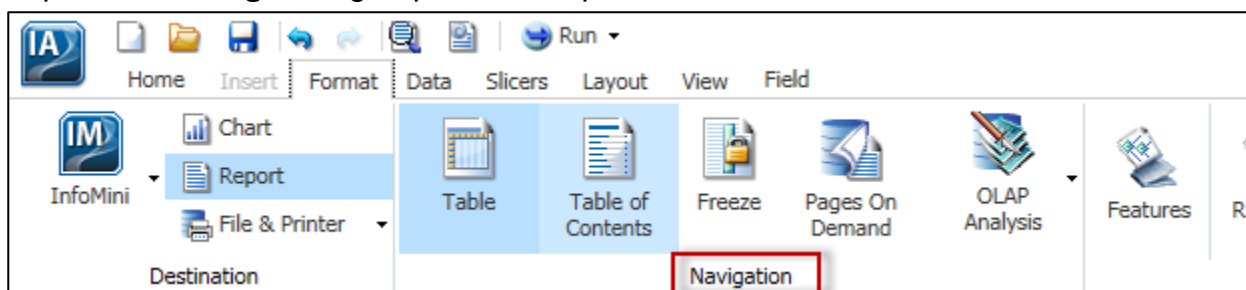 IA Run
Home Insert Format Data Slicers Layout View Field
IM Chart
Report
InfoMini
File & Printer
Destination
Table
Table of
Contents
Freeze
Pages On
Demand
OLAP
Analysis
Navigation
Features
R